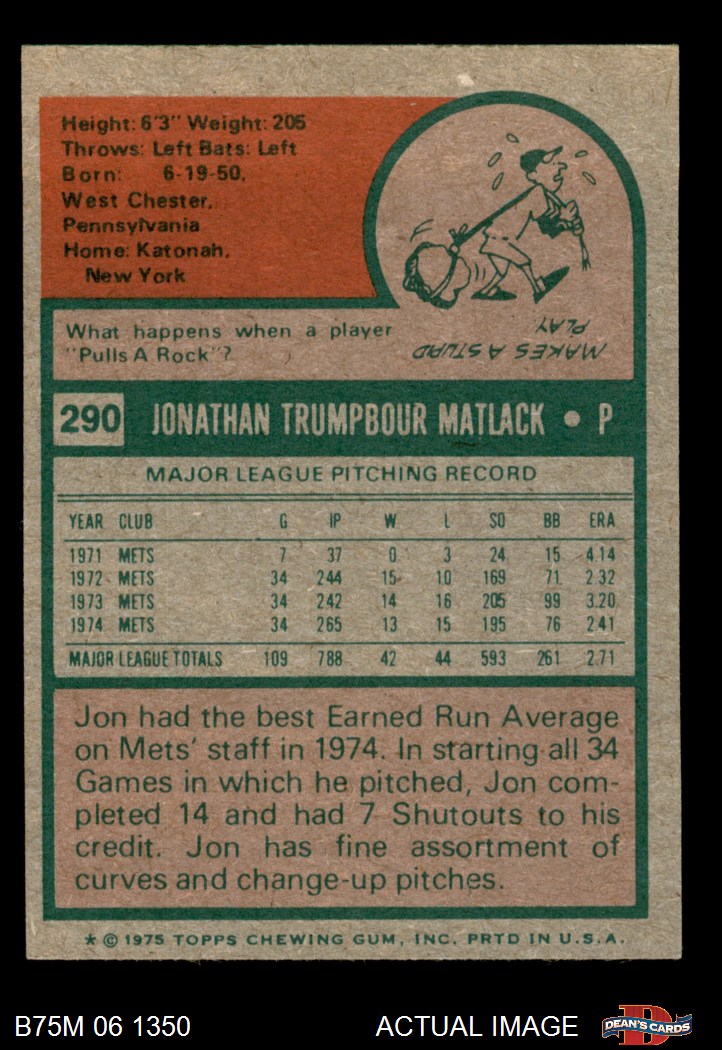 Height: 6'3" Weight: 205
Throws: Left Bats: Left
Born: 6-19-50,
West Chester,
Pennsylvania
Home: Katonah,
New York
What happens when a player
"Pulls A Rock"?
MAKES A STUPID
PLAY.
290 JONATHAN TRUMPBOUR MATLACK • P
MAJOR LEAGUE PITCHING RECORD
YEAR CLUB G IP W L SO BB ERA
1971 METS 7 37 0 3 24 15 4.14
1972 METS 34 244 15 10 169 71 2.32
1973 METS 34 242 14 16 205 99 3.20
1974 METS 34 265 13 15 195 76 2.41
MAJOR LEAGUE TOTALS 109 788 42 44 593 261 2.71
Jon had the best Earned Run Average
on Mets' staff in 1974. In starting all 34
Games in which he pitched, Jon com-
pleted 14 and had 7 Shutouts to his
credit. Jon has fine assortment of
curves and change-up pitches.
* © 1975 TOPPS CHEWING GUM, INC. PRTD IN U.S.A.
B75M 06 1350 ACTUAL IMAGE DEAN'S CARDS